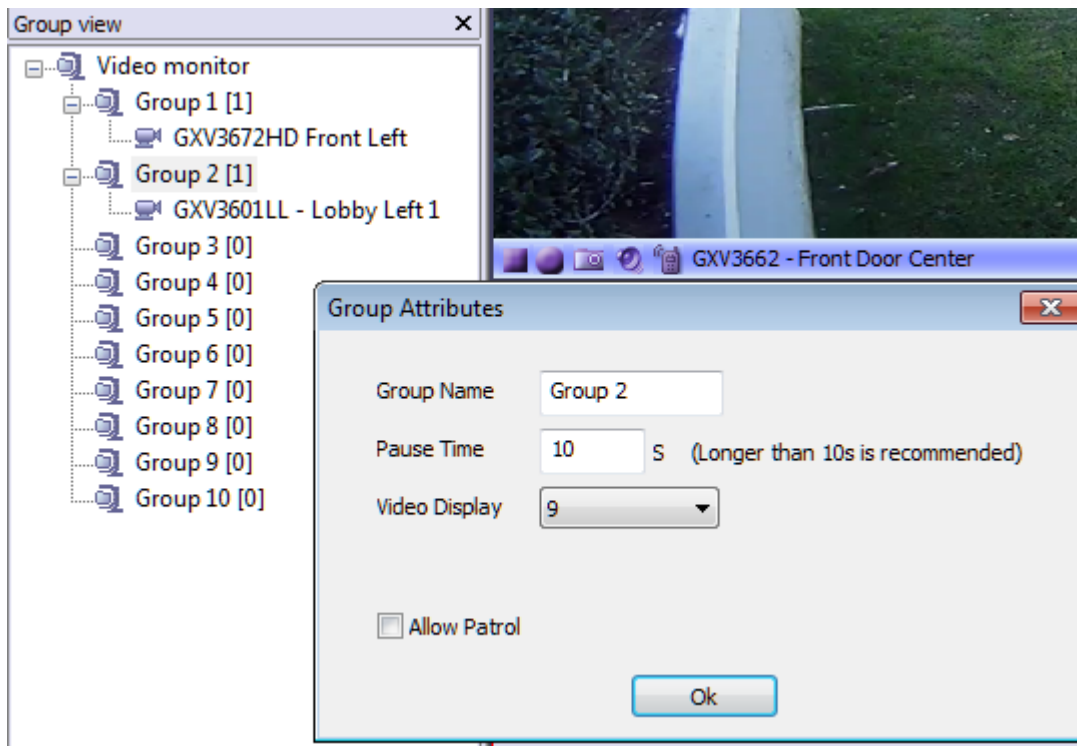 Group view
Video monitor
Group 1 [1]
GXV3672HD Front Left
Group 2 [1]
GXV3601LL - Lobby Left 1
Group 3 [0]
Group 4 [0]
Group 5 [0]
Group 6 [0]
Group 7 [0]
Group 8 [0]
Group 9 [0]
Group 10 [0]
GXV3662 - Front Door Center
Group Attributes
Group Name Group 2
Pause Time 10 S (Longer than 10s is recommended)
Video Display 9
Allow Patrol
Ok